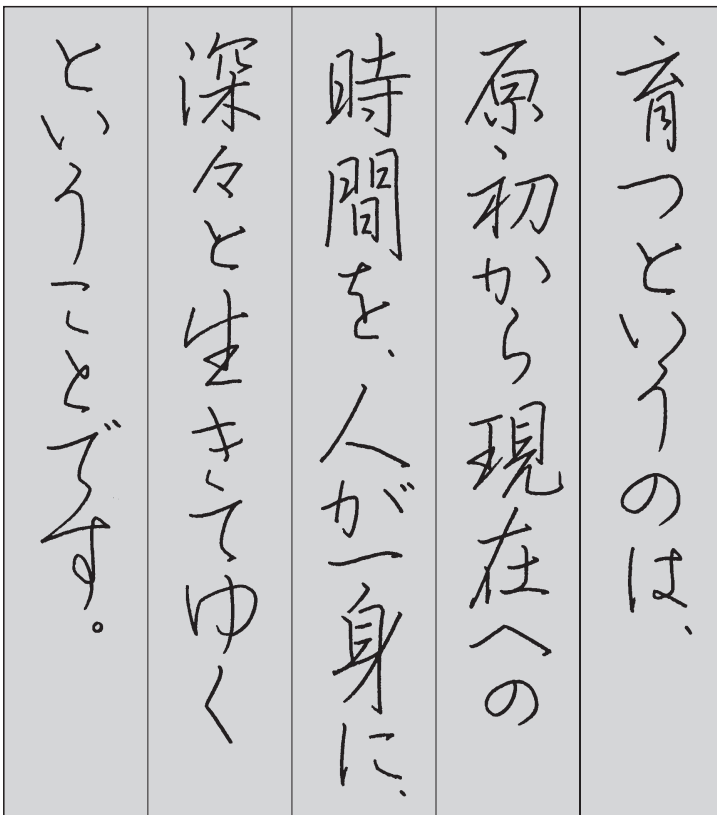 育つというのは、
原初から現在への
時間を、人が一身に、
深々と生きてゆく
ということです。